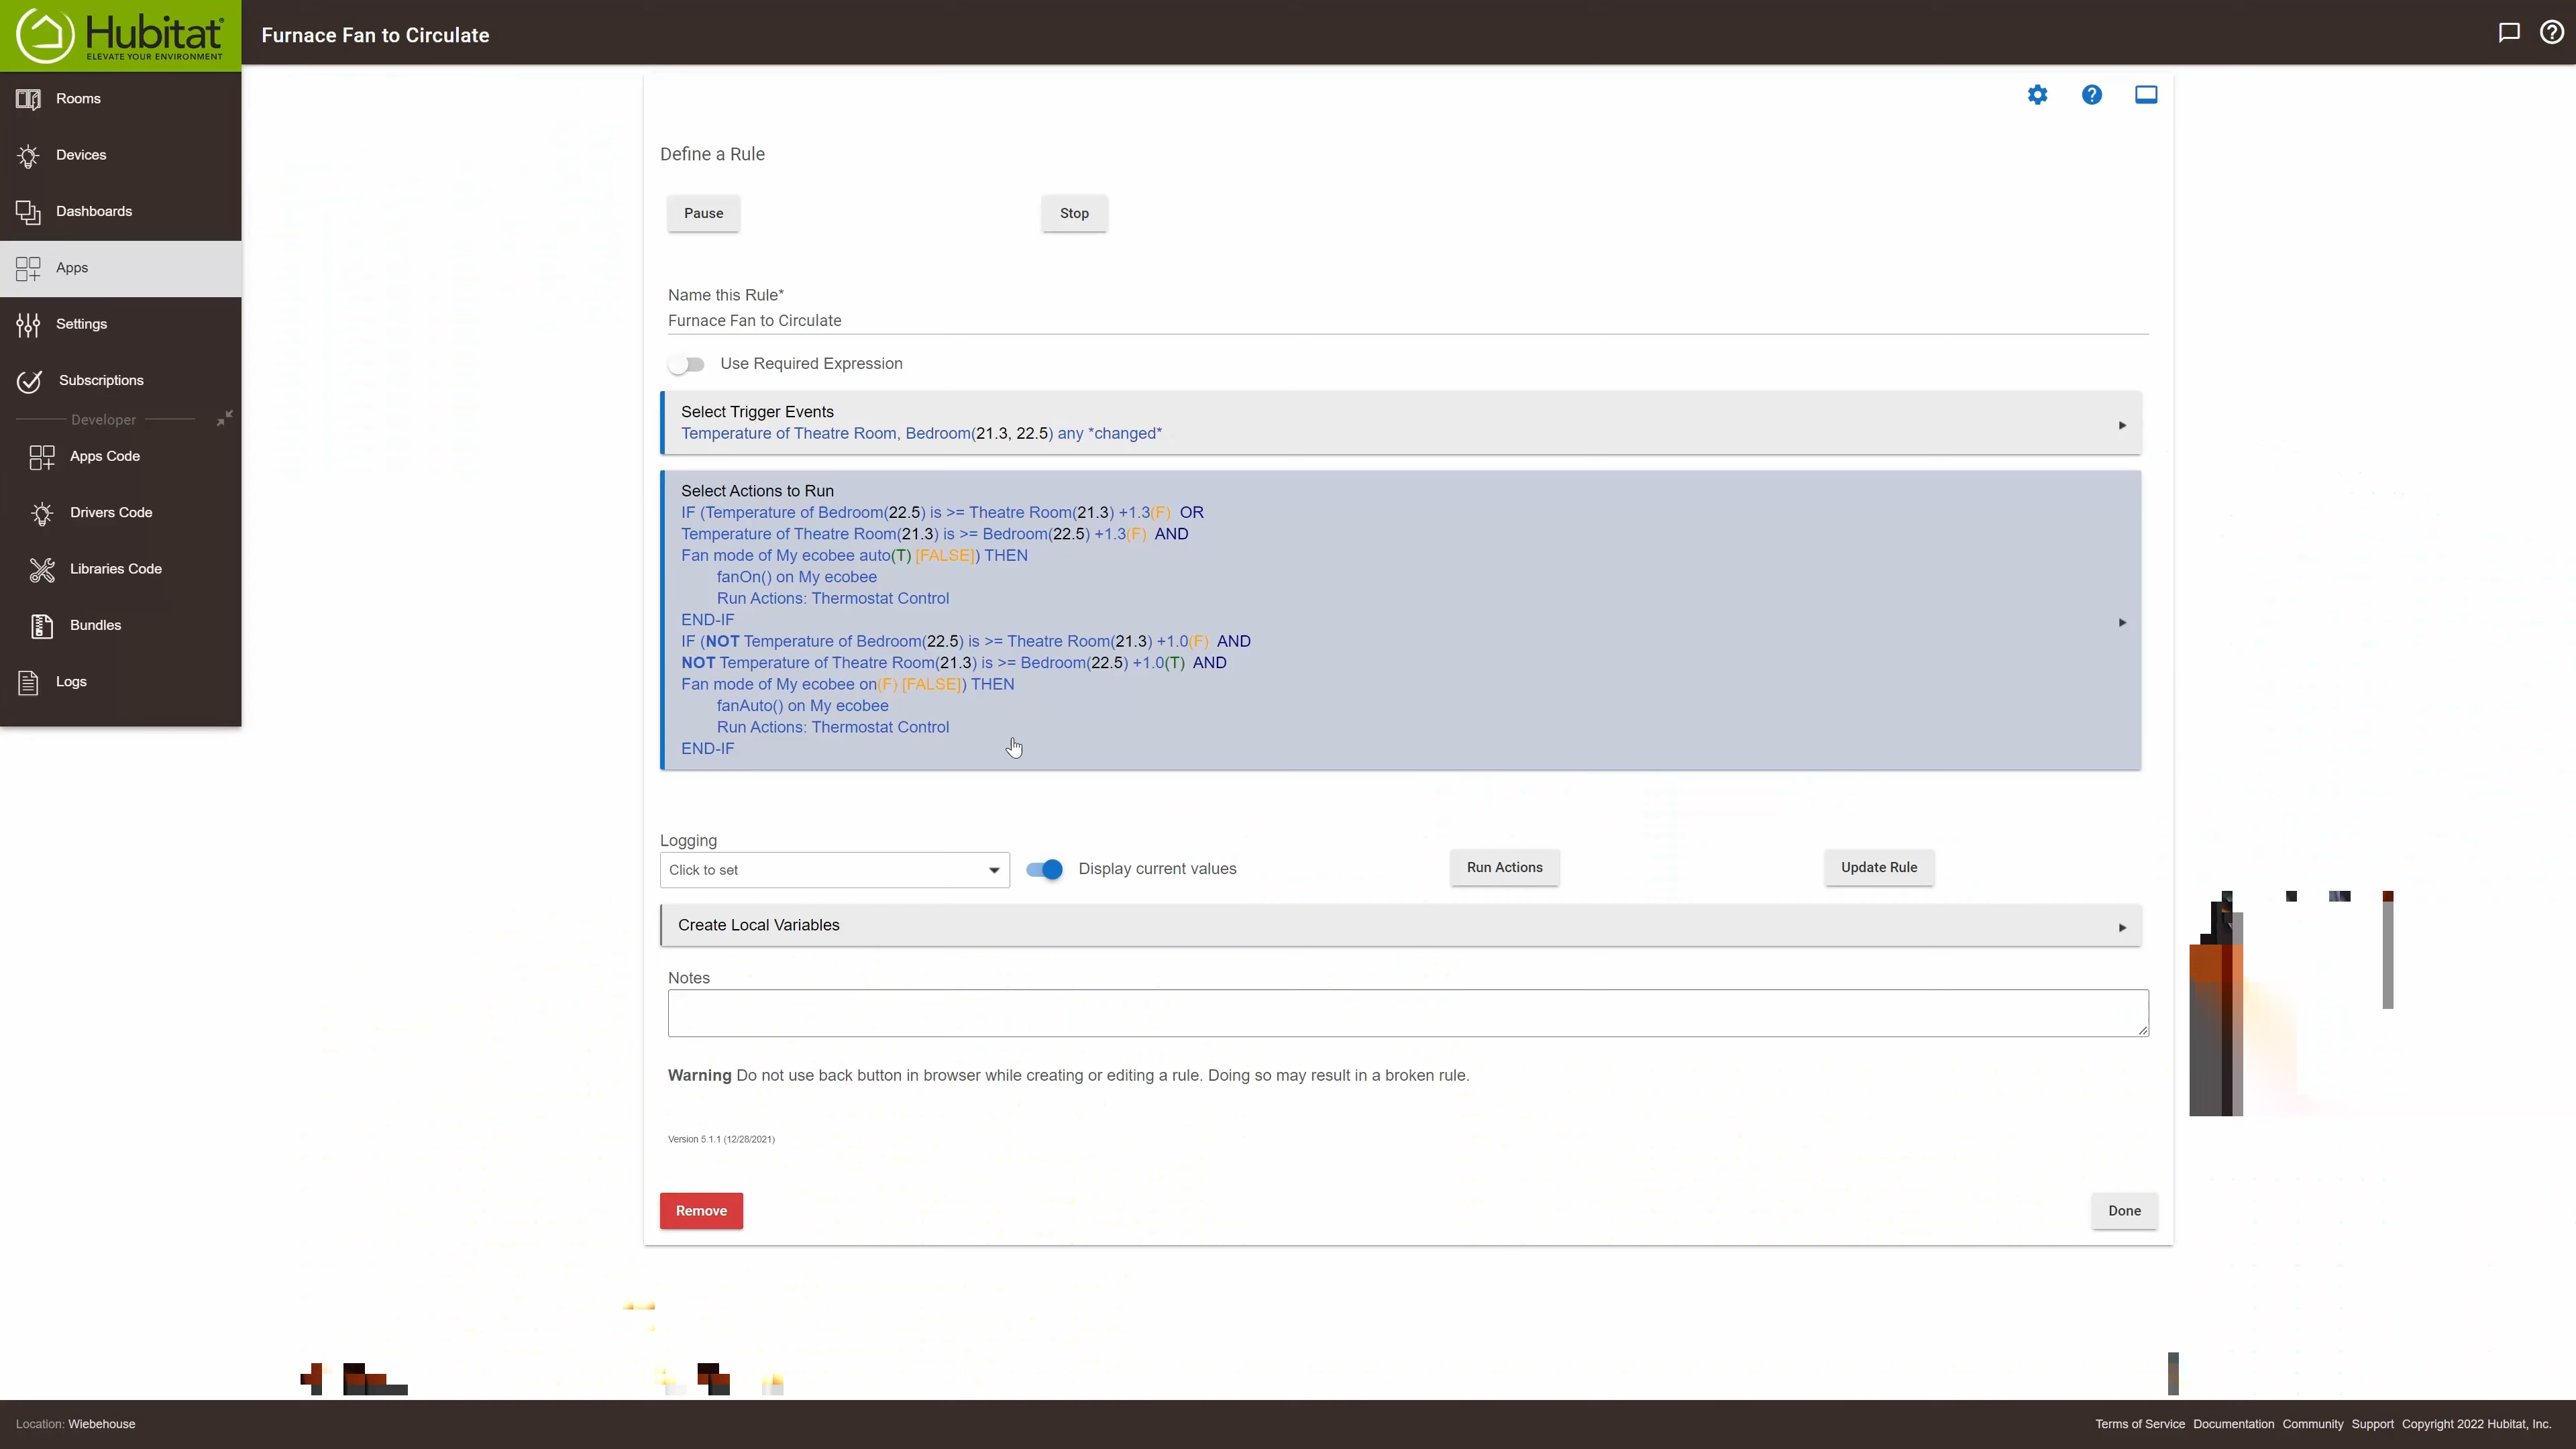 Hubitat
ELEVATE YOUR ENVIRONMENT
Furnace Fan to Circulate
Rooms
Devices
Dashboards
Apps
Settings
Subscriptions
Developer
Apps Code
Drivers Code
Libraries Code
Bundles
Logs
Define a Rule
Pause
Stop
Name this Rule*
Furnace Fan to Circulate
Use Required Expression
Select Trigger Events
Temperature of Theatre Room, Bedroom(21.3, 22.5) any *changed*
Select Actions to Run
IF (Temperature of Bedroom(22.5) is >= Theatre Room(21.3) +1.3(F) OR
Temperature of Theatre Room(21.3) is >= Bedroom(22.5) +1.3(F) AND
Fan mode of My ecobee auto(T) [FALSE]) THEN
fanOn() on My ecobee
Run Actions: Thermostat Control
END-IF
IF (NOT Temperature of Bedroom(22.5) is >= Theatre Room(21.3) +1.0(F) AND
NOT Temperature of Theatre Room(21.3) is >= Bedroom(22.5) +1.0(T) AND
Fan mode of My ecobee on(F) [FALSE]) THEN
fanAuto() on My ecobee
Run Actions: Thermostat Control
END-IF
Logging
Click to set
Display current values
Run Actions
Update Rule
Create Local Variables
Notes
Warning Do not use back button in browser while creating or editing a rule. Doing so may result in a broken rule.
Version 5.1.1 (12/28/2021)
Remove
Done
Location: Wiebehouse
Terms of Service Documentation Community Support Copyright 2022 Hubitat, Inc.